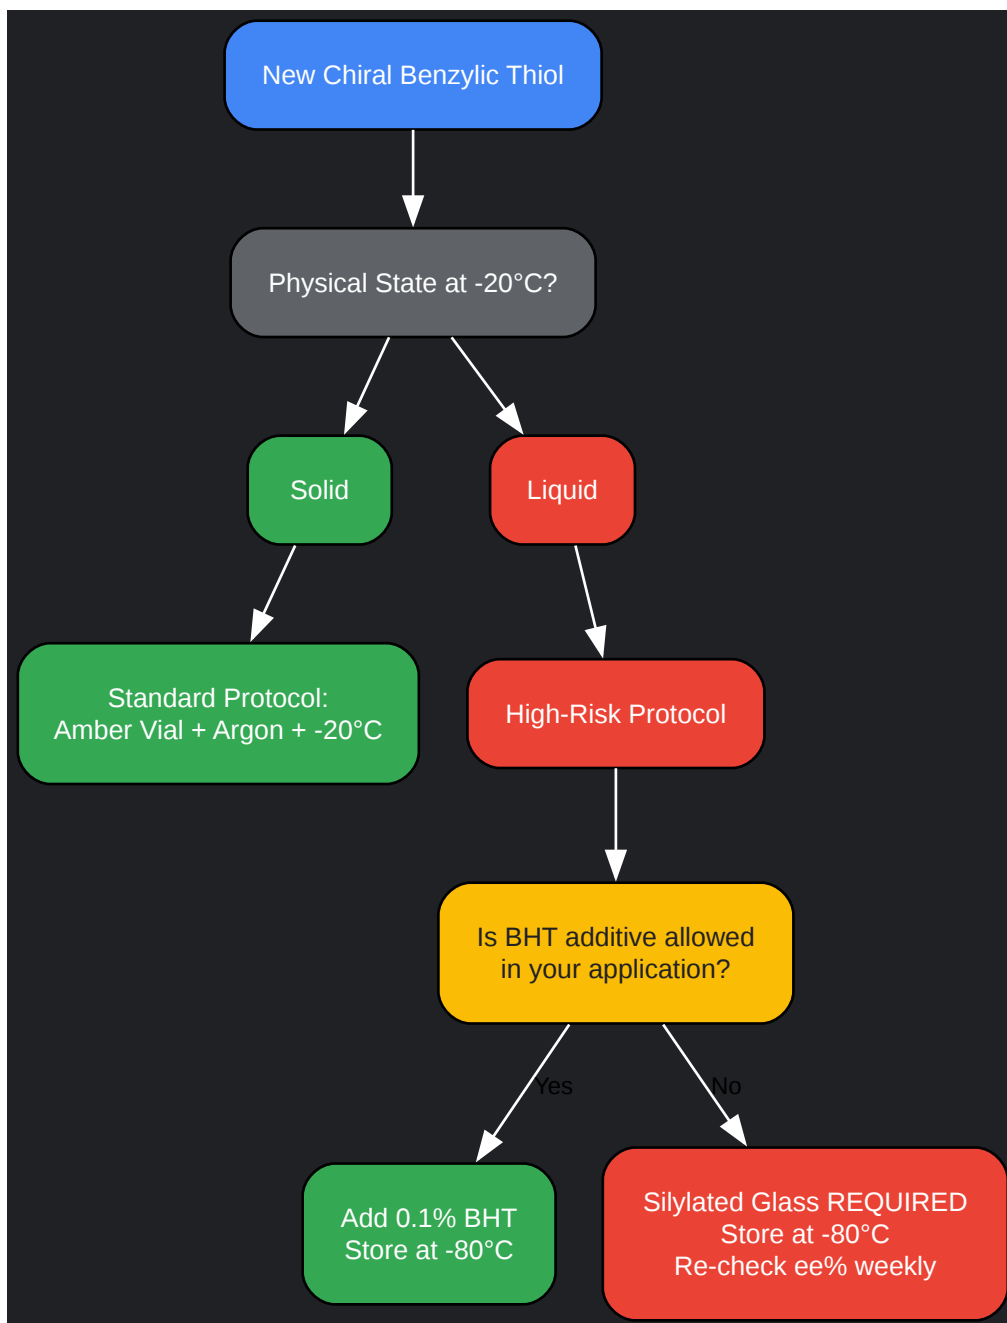 New Chiral Benzylic Thiol
Physical State at -20°C?
Solid
Liquid
Standard Protocol:
Amber Vial + Argon + -20°C
High-Risk Protocol
Is BHT additive allowed
in your application?
Yes
No
Add 0.1% BHT
Store at -80°C
Silylated Glass REQUIRED
Store at -80°C
Re-check ee% weekly